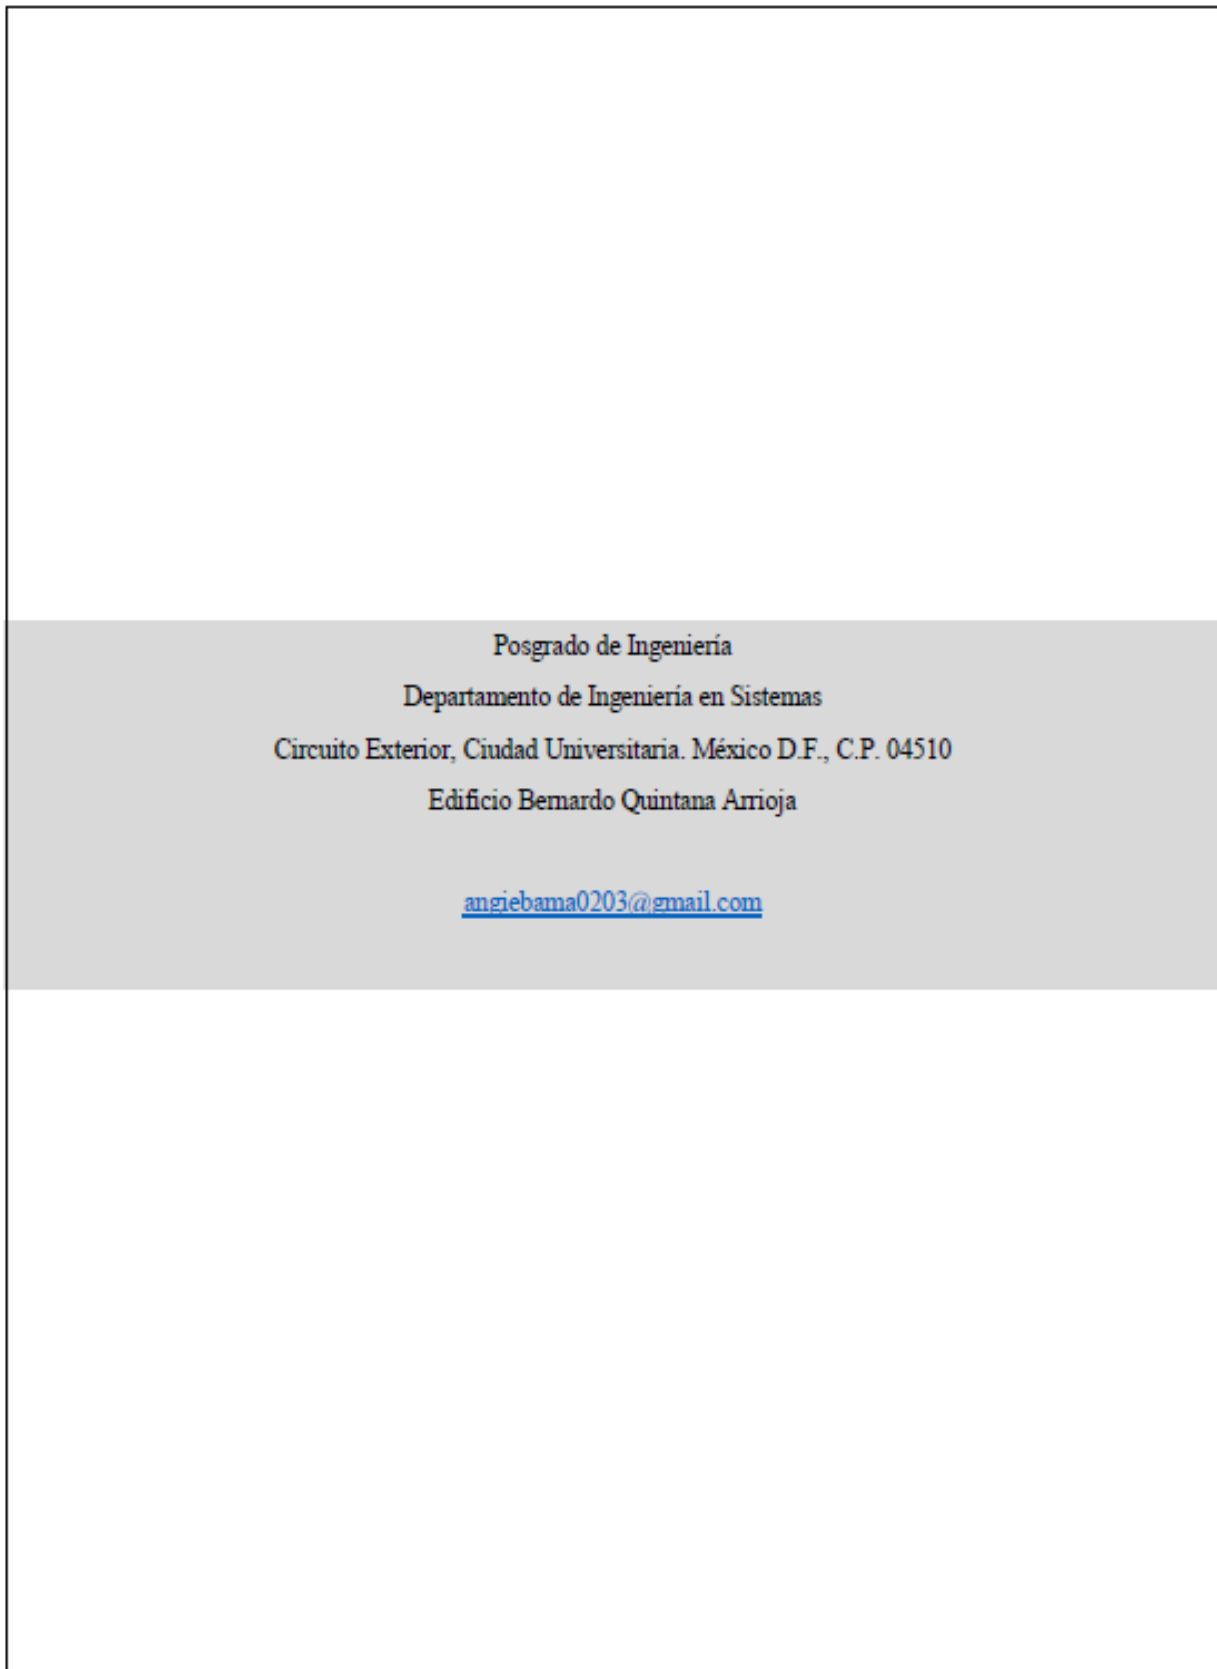 Posgrado de Ingeniería
Departamento de Ingeniería en Sistemas
Circuito Exterior, Ciudad Universitaria. México D.F., C.P. 04510
Edificio Bernardo Quintana Arrioja
angiebama0203@gmail.com